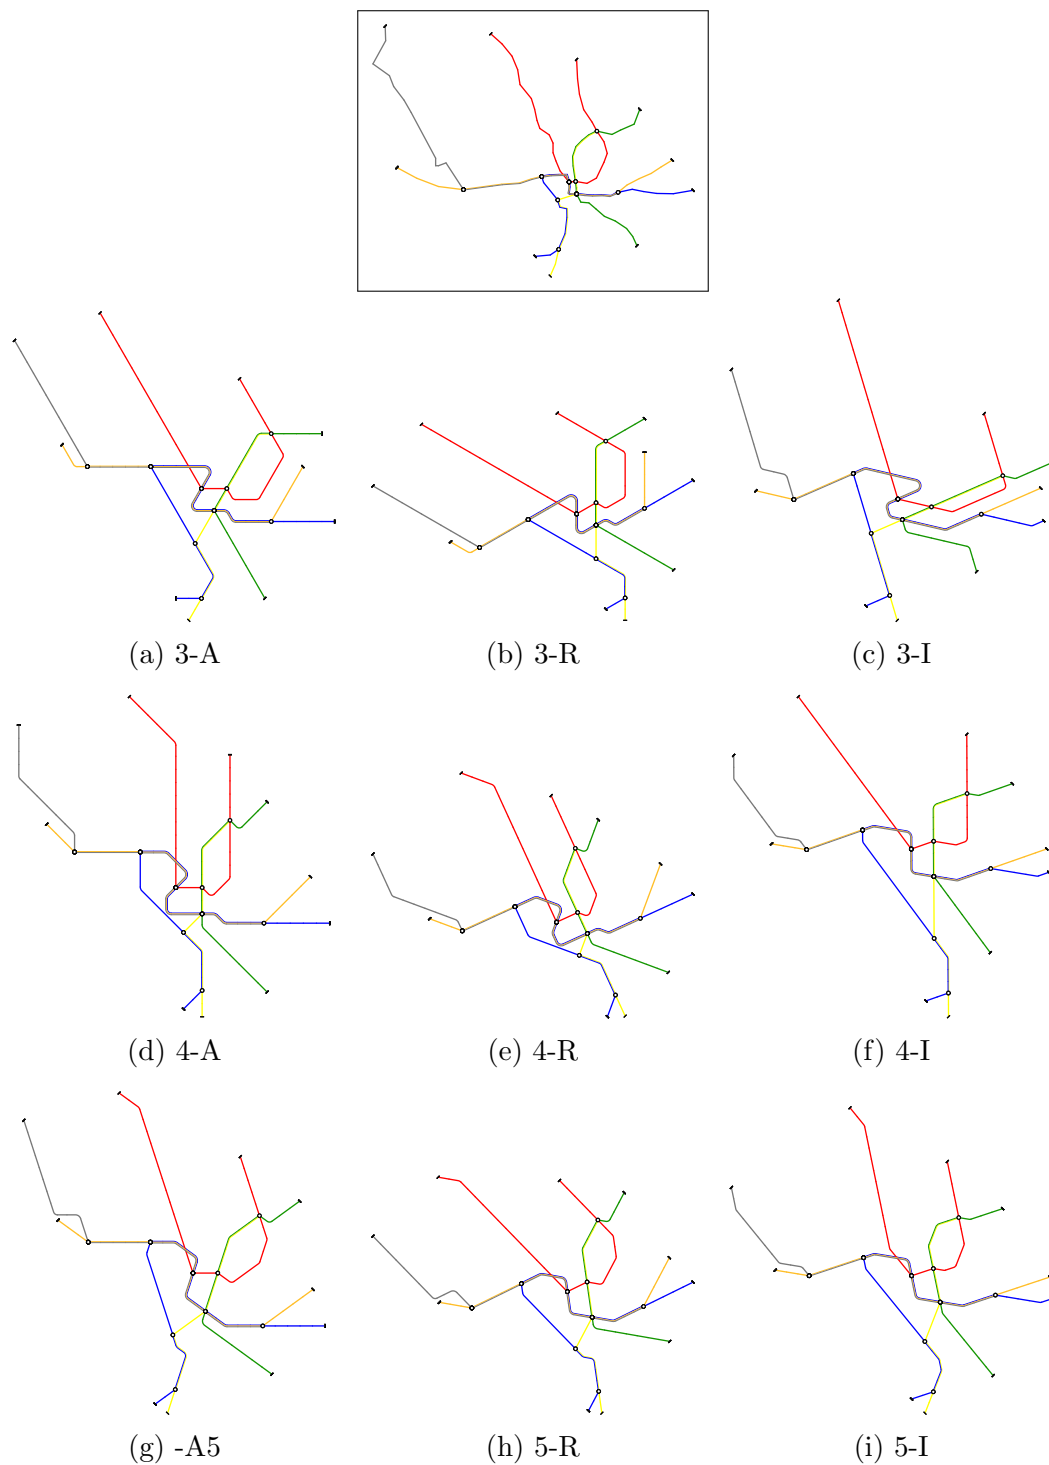 (a) 3-A
(b) 3-R
(c) 3-I
(d) 4-A
(e) 4-R
(f) 4-I
(g) -A5
(h) 5-R
(i) 5-I